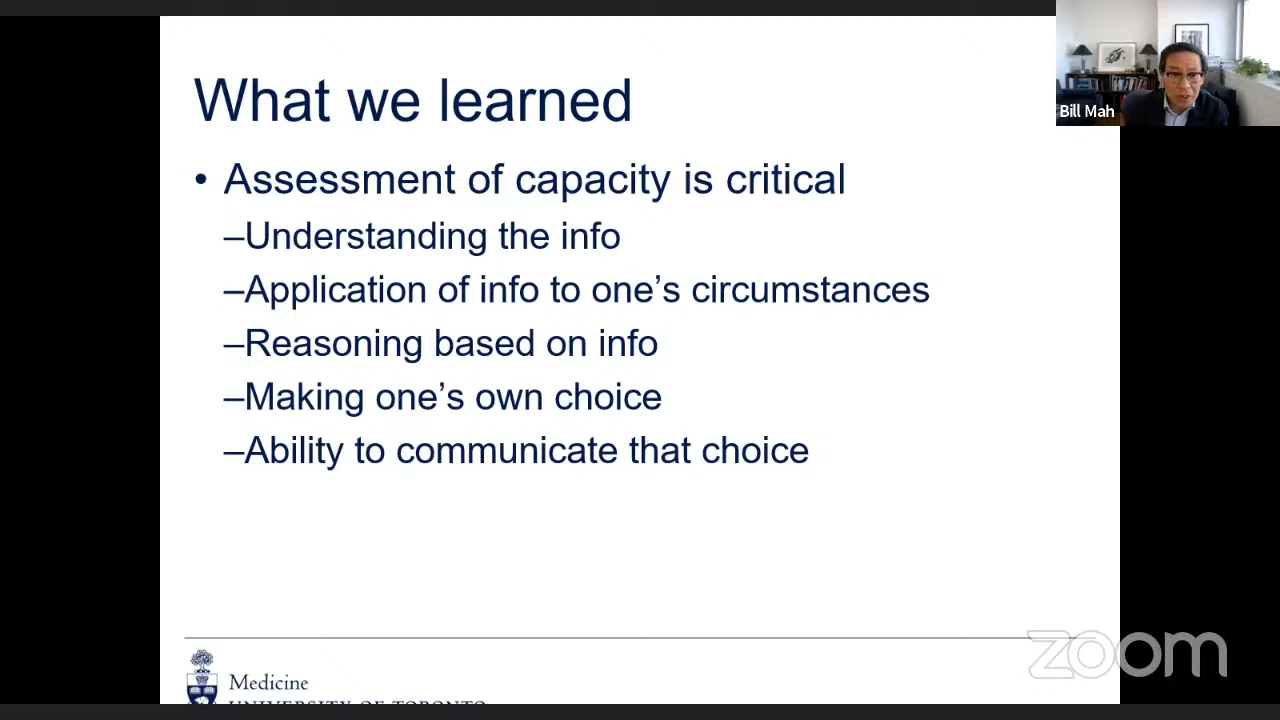 What we learned
• Assessment of capacity is critical
–Understanding the info
–Application of info to one’s circumstances
–Reasoning based on info
–Making one’s own choice
–Ability to communicate that choice
Bill Mah
Medicine
UNIVERSITY OF TORONTO
zoom